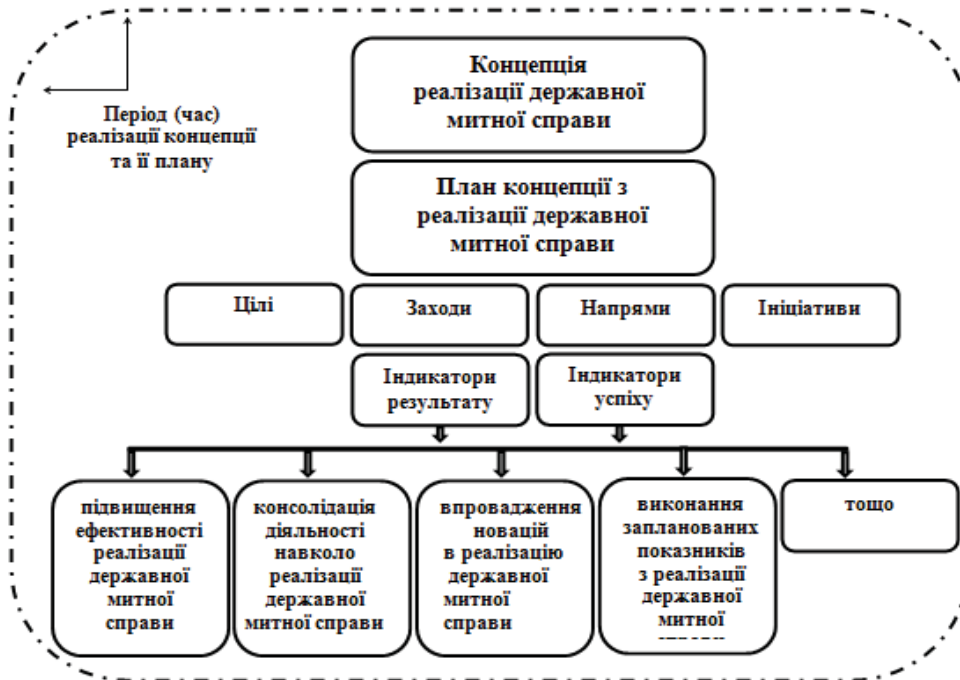 Концепція
реалізації державної
митної справи
Період (час)
реалізації концепції
та її плану
План концепції з
реалізації державної
митної справи
Цілі
Заходи
Напрями
Ініціативи
Індикатори
результату
Індикатори
успіху
підвищення
ефективності
реалізації
державної
митної
справи
консолідація
діяльності
навколо
реалізації
державної
митної справи
впровадження
новацій
в реалізацію
державної
митної
справи
виконання
запланованих
показників
з реалізації
державної
митної
тощо